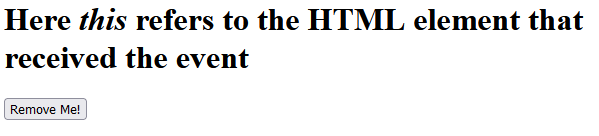 Here this refers to the HTML element that
received the event
Remove Me!